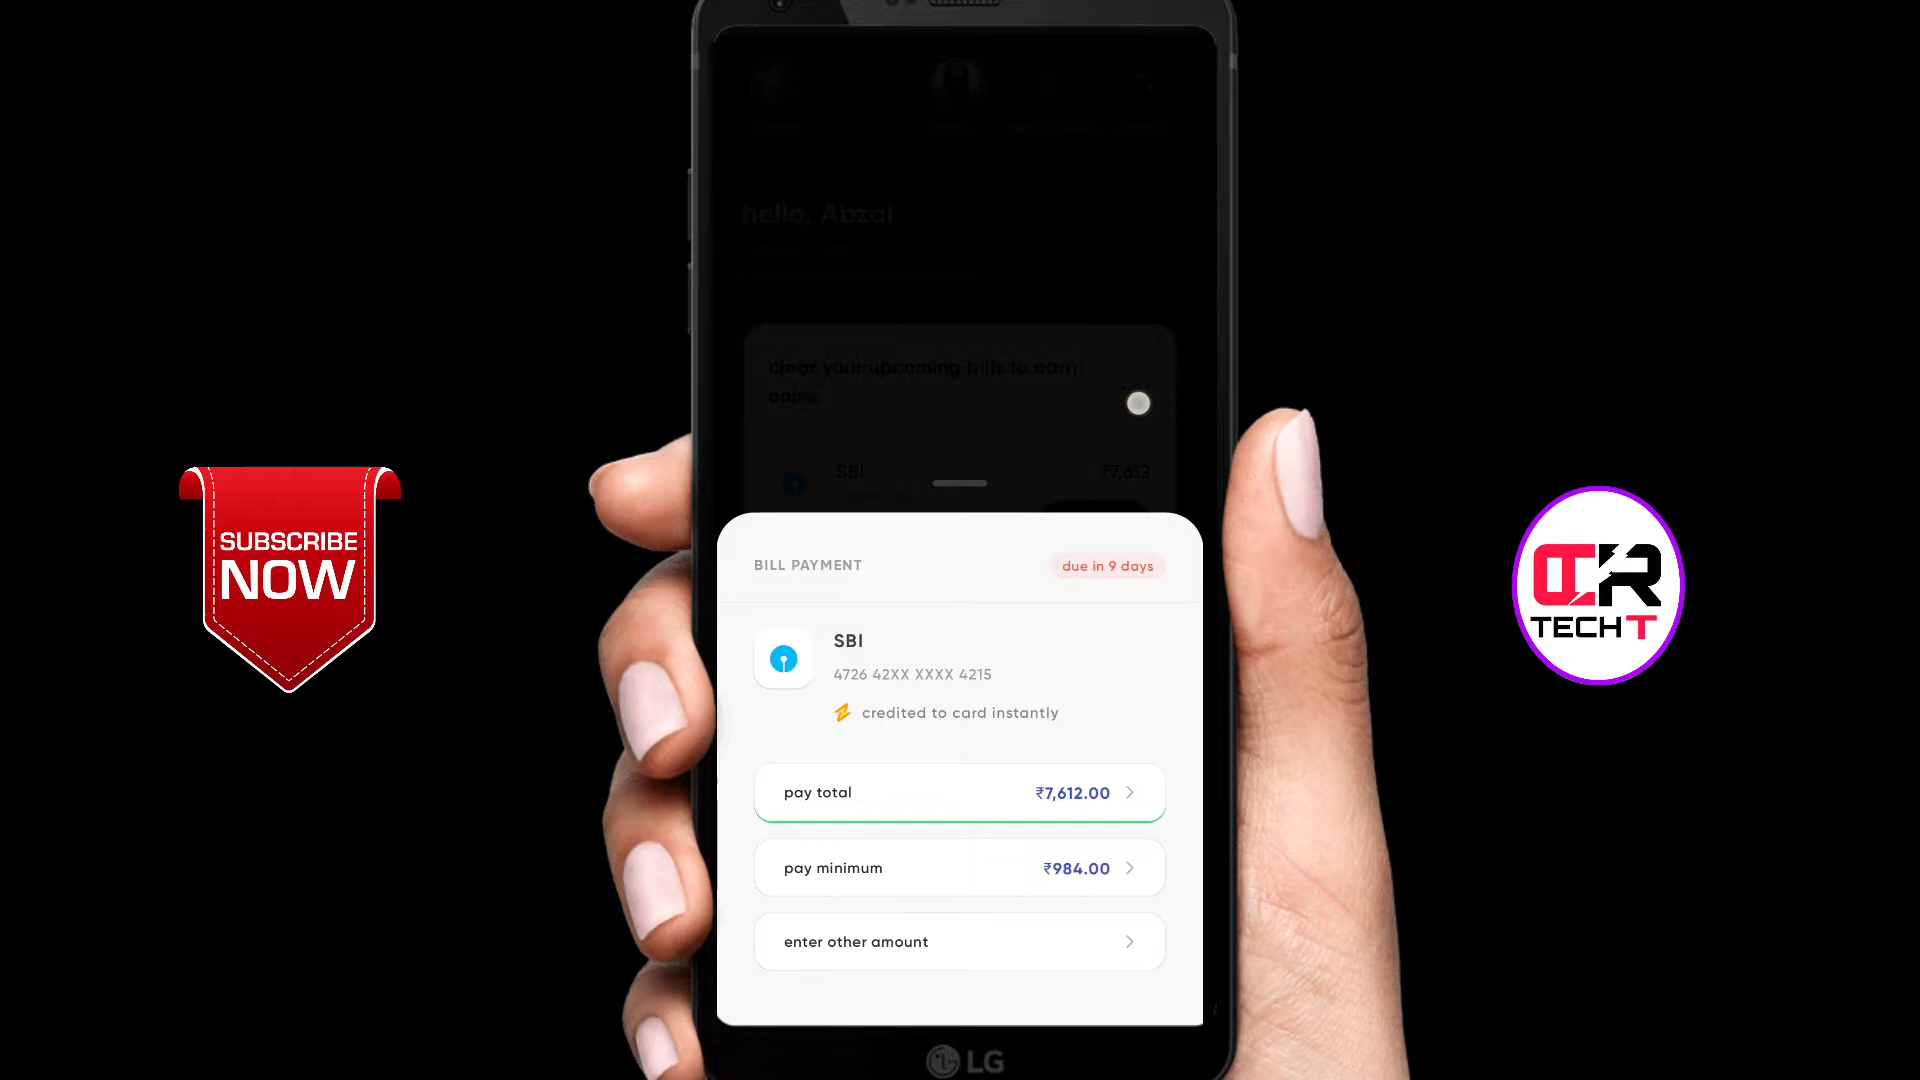 hello, Abzal
clear your upcoming bills to earn
coins
SBI
₹7,612
BILL PAYMENT
due in 9 days
SBI
4726 42XX XXXX 4215
credited to card instantly
pay total
₹7,612.00
pay minimum
₹984.00
enter other amount
LG
SUBSCRIBE
NOW
CR
TECH T